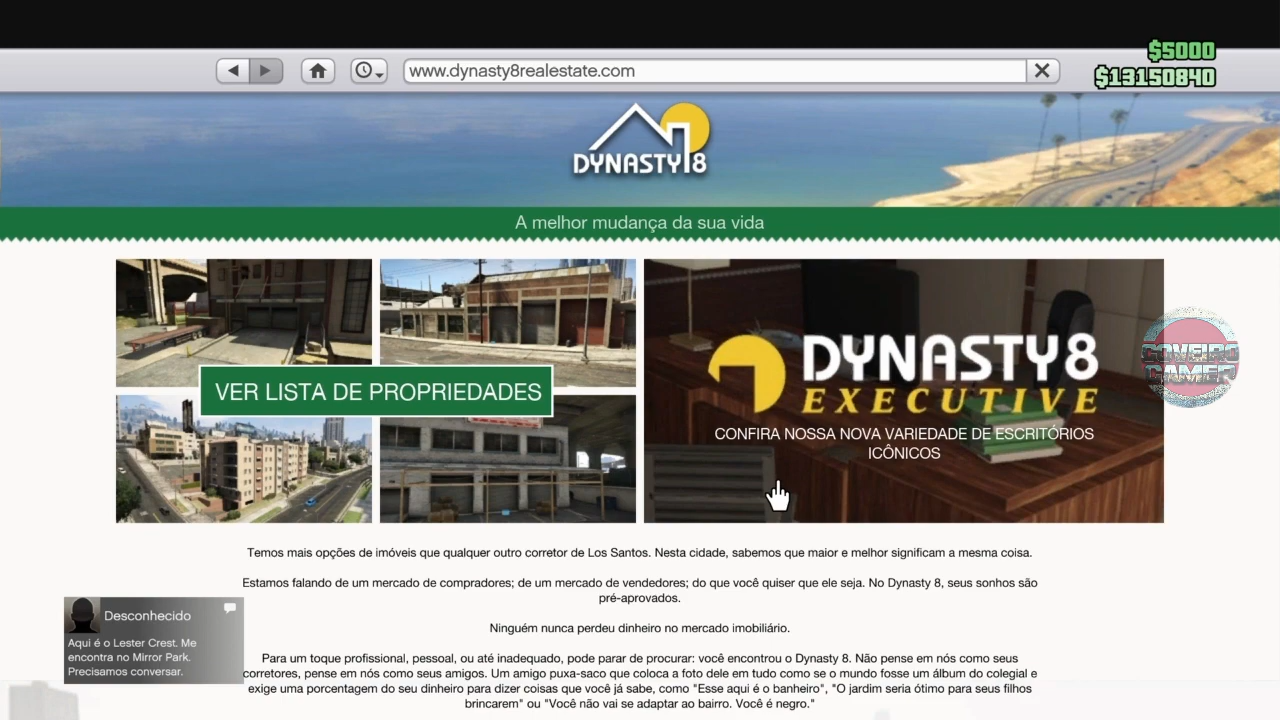 $5000
$13150840
www.dynasty8realestate.com
DYNASTY 8
A melhor mudança da sua vida
VER LISTA DE PROPRIEDADES
DYNASTY 8
EXECUTIVE
CONFIRA NOSSA NOVA VARIEDADE DE ESCRITÓRIOS
ICÔNICOS
GOVEIRO
GAMER
Temos mais opções de imóveis que qualquer outro corretor de Los Santos. Nesta cidade, sabemos que maior e melhor significam a mesma coisa.
Estamos falando de um mercado de compradores; de um mercado de vendedores; do que você quiser que ele seja. No Dynasty 8, seus sonhos são
pré-aprovados.
Ninguém nunca perdeu dinheiro no mercado imobiliário.
Para um toque profissional, pessoal, ou até inadequado, pode parar de procurar: você encontrou o Dynasty 8. Não pense em nós como seus
corretores, pense em nós como seus amigos. Um amigo puxa-saco que coloca a foto dele em tudo como se o mundo fosse um álbum do colegial e
exige uma porcentagem do seu dinheiro para dizer coisas que você já sabe, como "Esse aqui é o banheiro", "O jardim seria ótimo para seus filhos
brincarem" ou "Você não vai se adaptar ao bairro. Você é negro."
Desconhecido
Aqui é o Lester Crest. Me
encontra no Mirror Park.
Precisamos conversar.